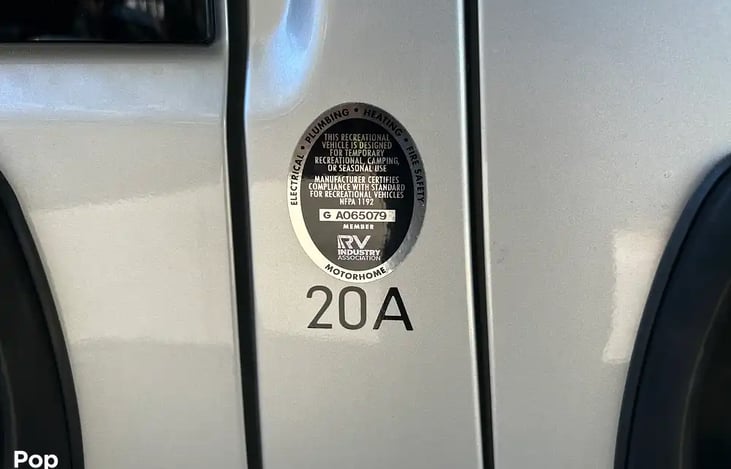 ELECTRICAL • PLUMBING • HEATING • FIRE SAFETY
THIS RECREATIONAL
VEHICLE IS DESIGNED
FOR TEMPORARY
RECREATIONAL, CAMPING,
OR SEASONAL USE
MANUFACTURER CERTIFIES
COMPLIANCE WITH STANDARD
FOR RECREATIONAL VEHICLES
NFPA 1192
G A065079
MEMBER
RV
INDUSTRY
ASSOCIATION
MOTORHOME
20A
Pop